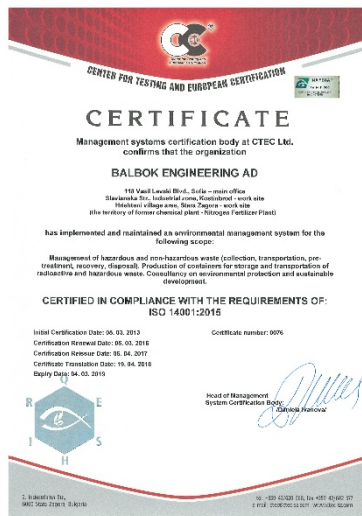 CENTER FOR TESTING AND EUROPEAN CERTIFICATION
CERTIFICATE
Management systems certification body at CTEC Ltd.
confirms that the organization
BALBOK ENGINEERING AD
118 Vasil Levski Blvd., Sofia – main office
Slavianska Str., Industrial zone, Kostinbrod - work site
Hrishteni village area, Stara Zagora - work site
(the territory of former chemical plant - Nitrogen Fertilizer Plant)
has implemented and maintained an environmental management system for the
following scope:
Management of hazardous and non-hazardous waste (collection, transportation, pre-
treatment, recovery, disposal). Production of containers for storage and transportation of
radioactive and hazardous waste. Consultancy on environmental protection and sustainable
development.
CERTIFIED IN COMPLIANCE WITH THE REQUIREMENTS OF:
ISO 14001:2015
Initial Certification Date: 05. 03. 2013
Certificate number: 0076
Certification Renewal Date: 05. 03. 2016
Certification Reissue Date: 05. 04. 2017
Certificate Translation Date: 19. 04. 2018
Expiry Date: 04. 03. 2019
Head of Management
System Certification Body:
Q
R
E
I
S
H
6000 Stara Zagora, Bulgaria